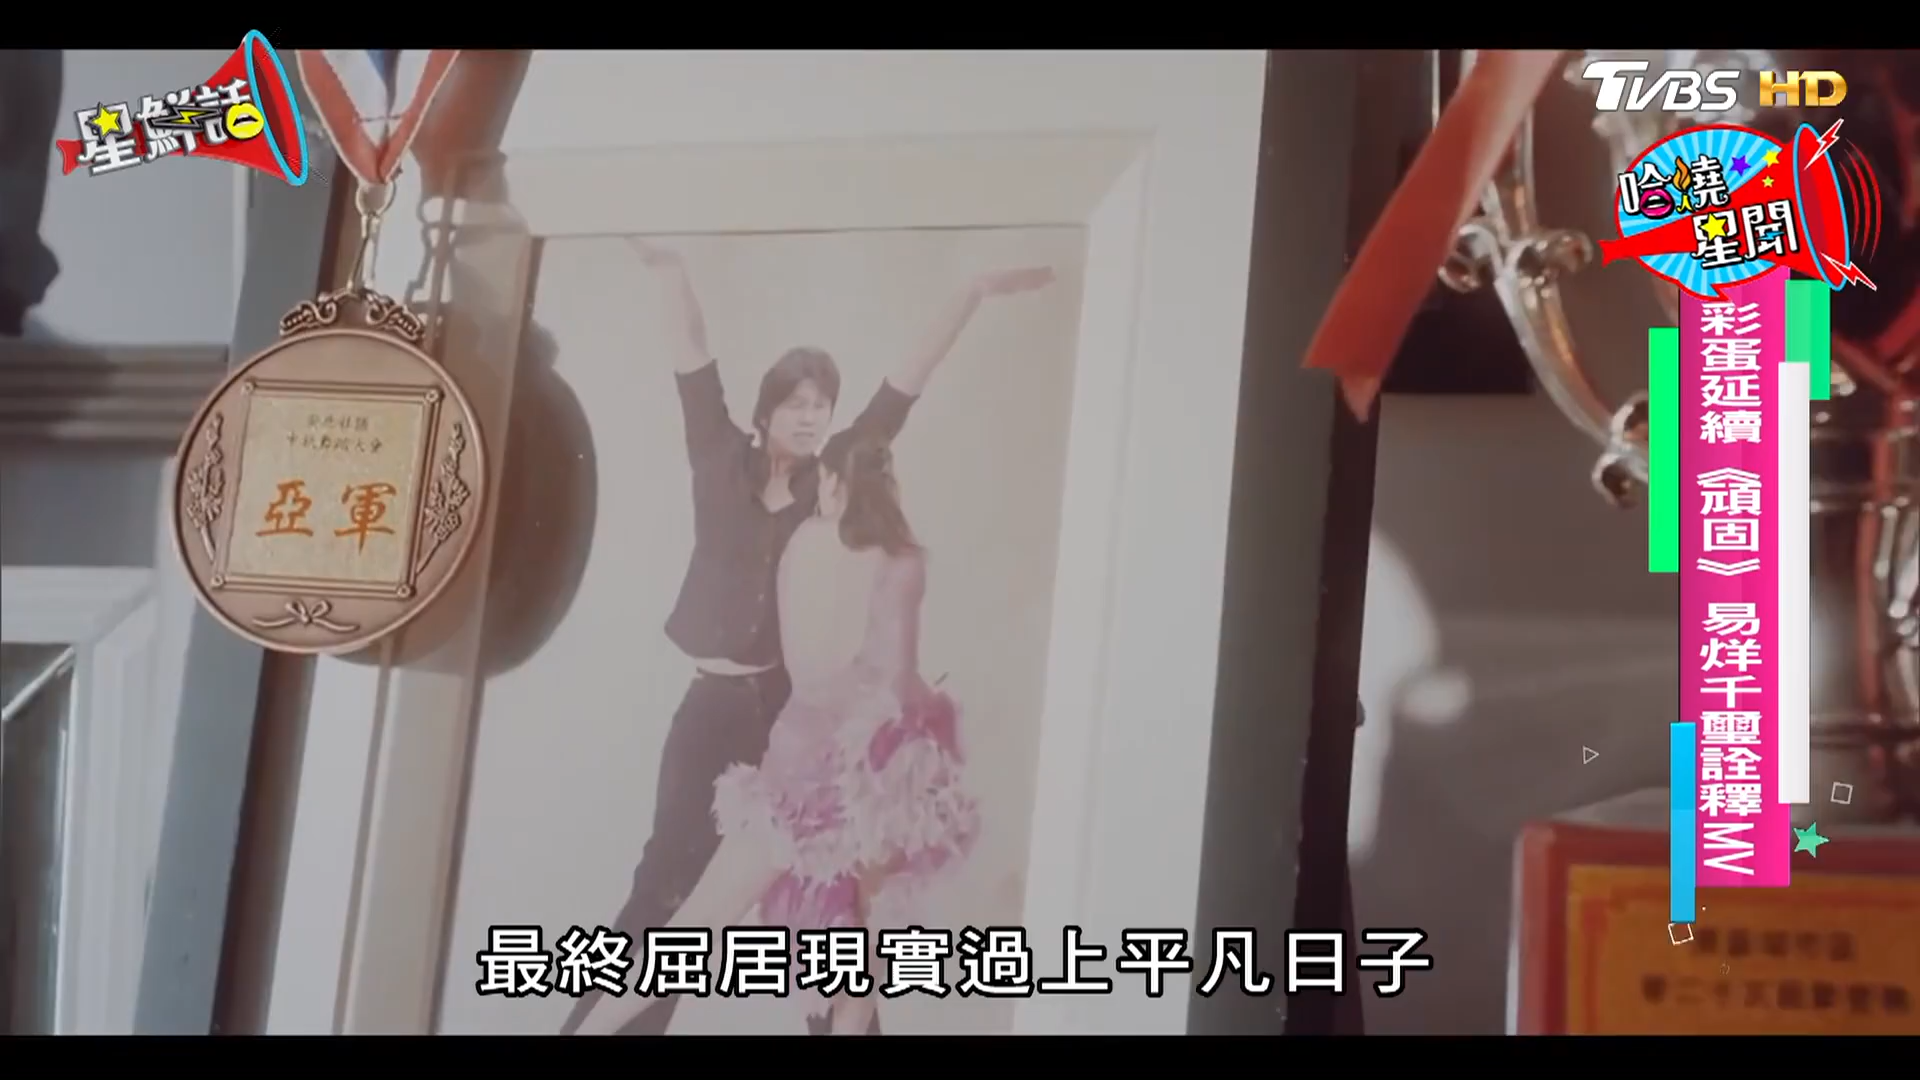 星鮮話
TVBS HD
哈燒
星聞
彩蛋延續《頑固》易烊千璽詮釋MV
亞軍
最終屈居現實過上平凡日子